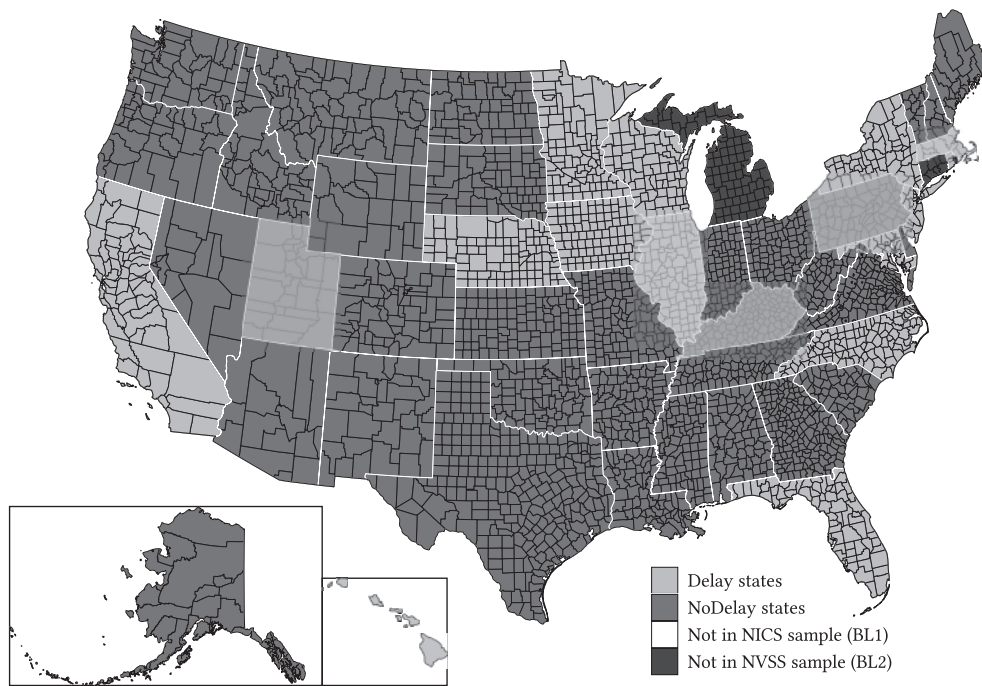 Delay states
NoDelay states
Not in NICS sample (BL1)
Not in NVSS sample (BL2)